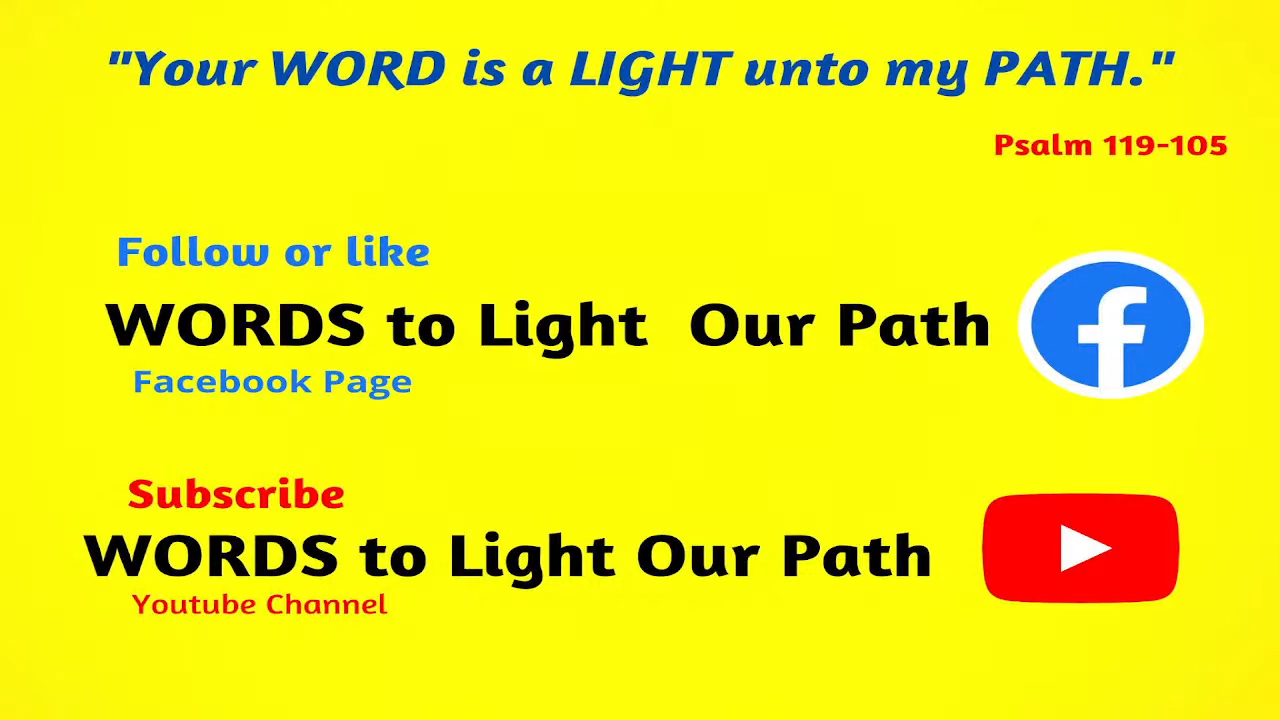 "Your WORD is a LIGHT unto my PATH."
Psalm 119-105
Follow or like
WORDS to Light Our Path
Facebook Page
Subscribe
WORDS to Light Our Path
Youtube Channel